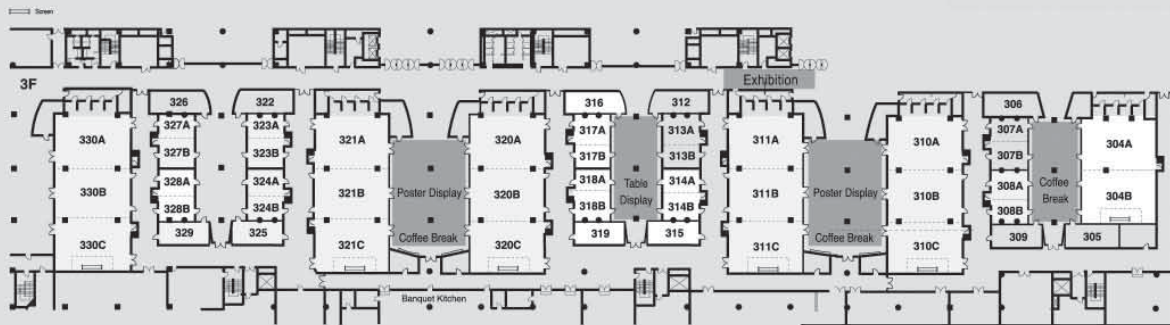 Screen
3F
Exhibition
326
322
316
312
306
330A
330B
330C
327A
327B
328A
328B
329
323A
323B
324A
324B
325
321A
321B
321C
Poster Display
Coffee Break
320A
320B
320C
317A
317B
318A
318B
319
Table
Display
313A
313B
314A
314B
315
311A
311B
311C
Poster Display
Coffee Break
310A
310B
310C
307A
307B
308A
308B
309
Coffee
Break
304A
304B
305
Banquet Kitchen